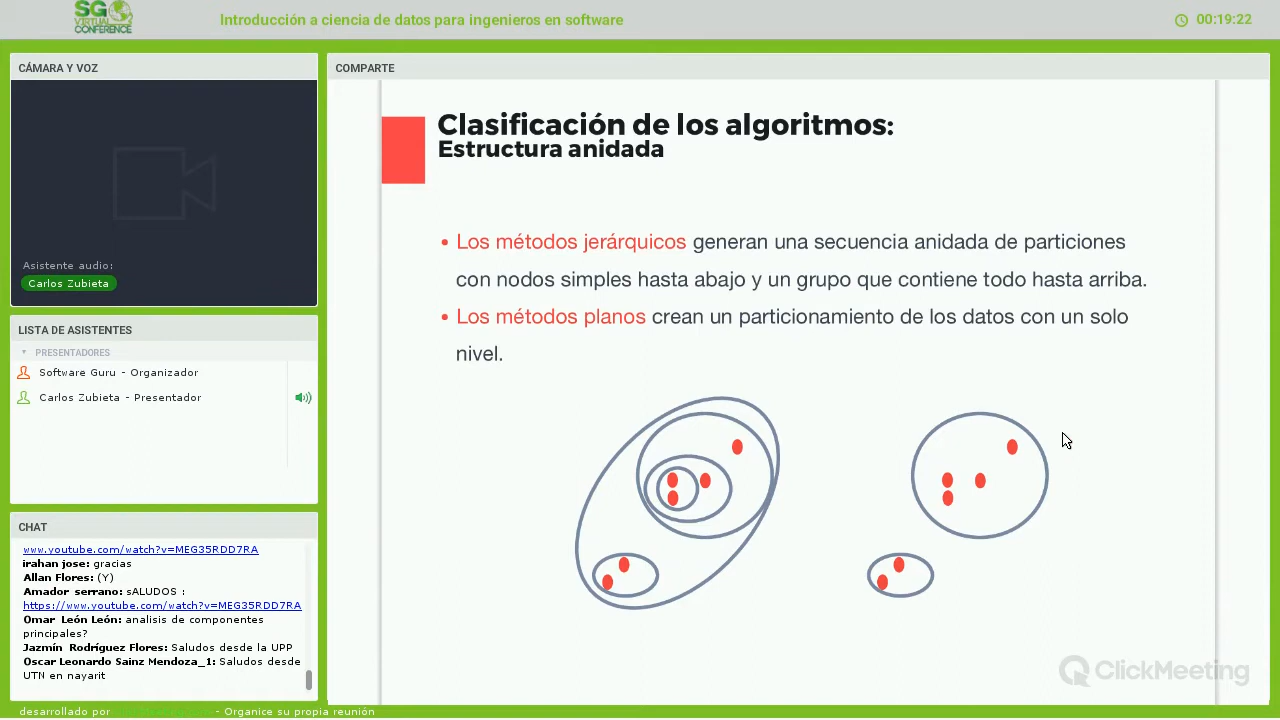 SG
VIRTUAL
CONFERENCE
Introducción a ciencia de datos para ingenieros en software
00:19:22
CÁMARA Y VOZ
Asistente audio:
Carlos Zubieta
LISTA DE ASISTENTES
PRESENTADORES
Software Guru - Organizador
Carlos Zubieta - Presentador
CHAT
www.youtube.com/watch?v=MEG35RDD7RA
irahan jose: gracias
Allan Flores: (Y)
Amador serrano: sALUDOS :
https://www.youtube.com/watch?v=MEG35RDD7RA
Omar León León: analisis de componentes
principales?
Jazmín Rodríguez Flores: Saludos desde la UPP
Oscar Leonardo Sainz Mendoza_1: Saludos desde
UTN en nayarit
COMPARTE
Clasificación de los algoritmos:
Estructura anidada
• Los métodos jerárquicos generan una secuencia anidada de particiones
con nodos simples hasta abajo y un grupo que contiene todo hasta arriba.
• Los métodos planos crean un particionamiento de los datos con un solo
nivel.
ClickMeeting
desarrollado por - Organice su propia reunión